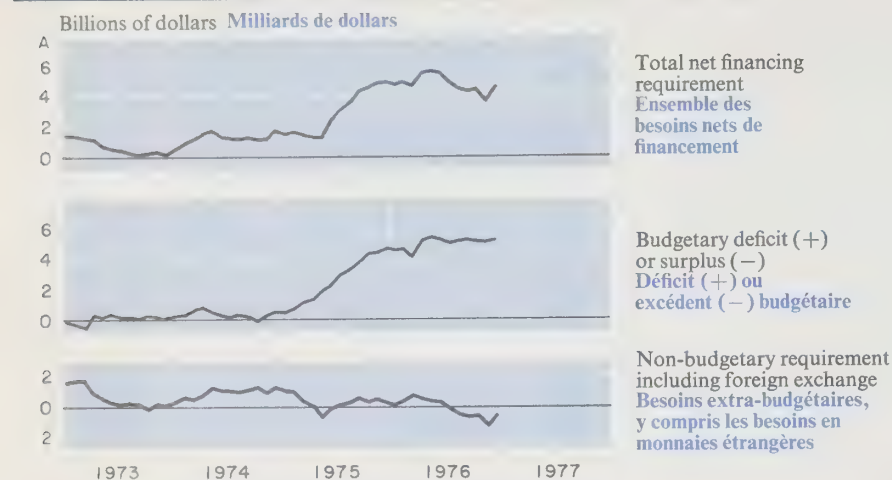 Billions of dollars Milliards de dollars
A
6
4
2
0
Total net financing
requirement
Ensemble des
besoins nets de
financement
6
4
2
0
Budgetary deficit (+)
or surplus (−)
Déficit (+) ou
excédent (−) budgétaire
2
0
2
Non-budgetary requirement
including foreign exchange
Besoins extra-budgétaires,
y compris les besoins en
monnaies étrangères
1973 1974 1975 1976 1977